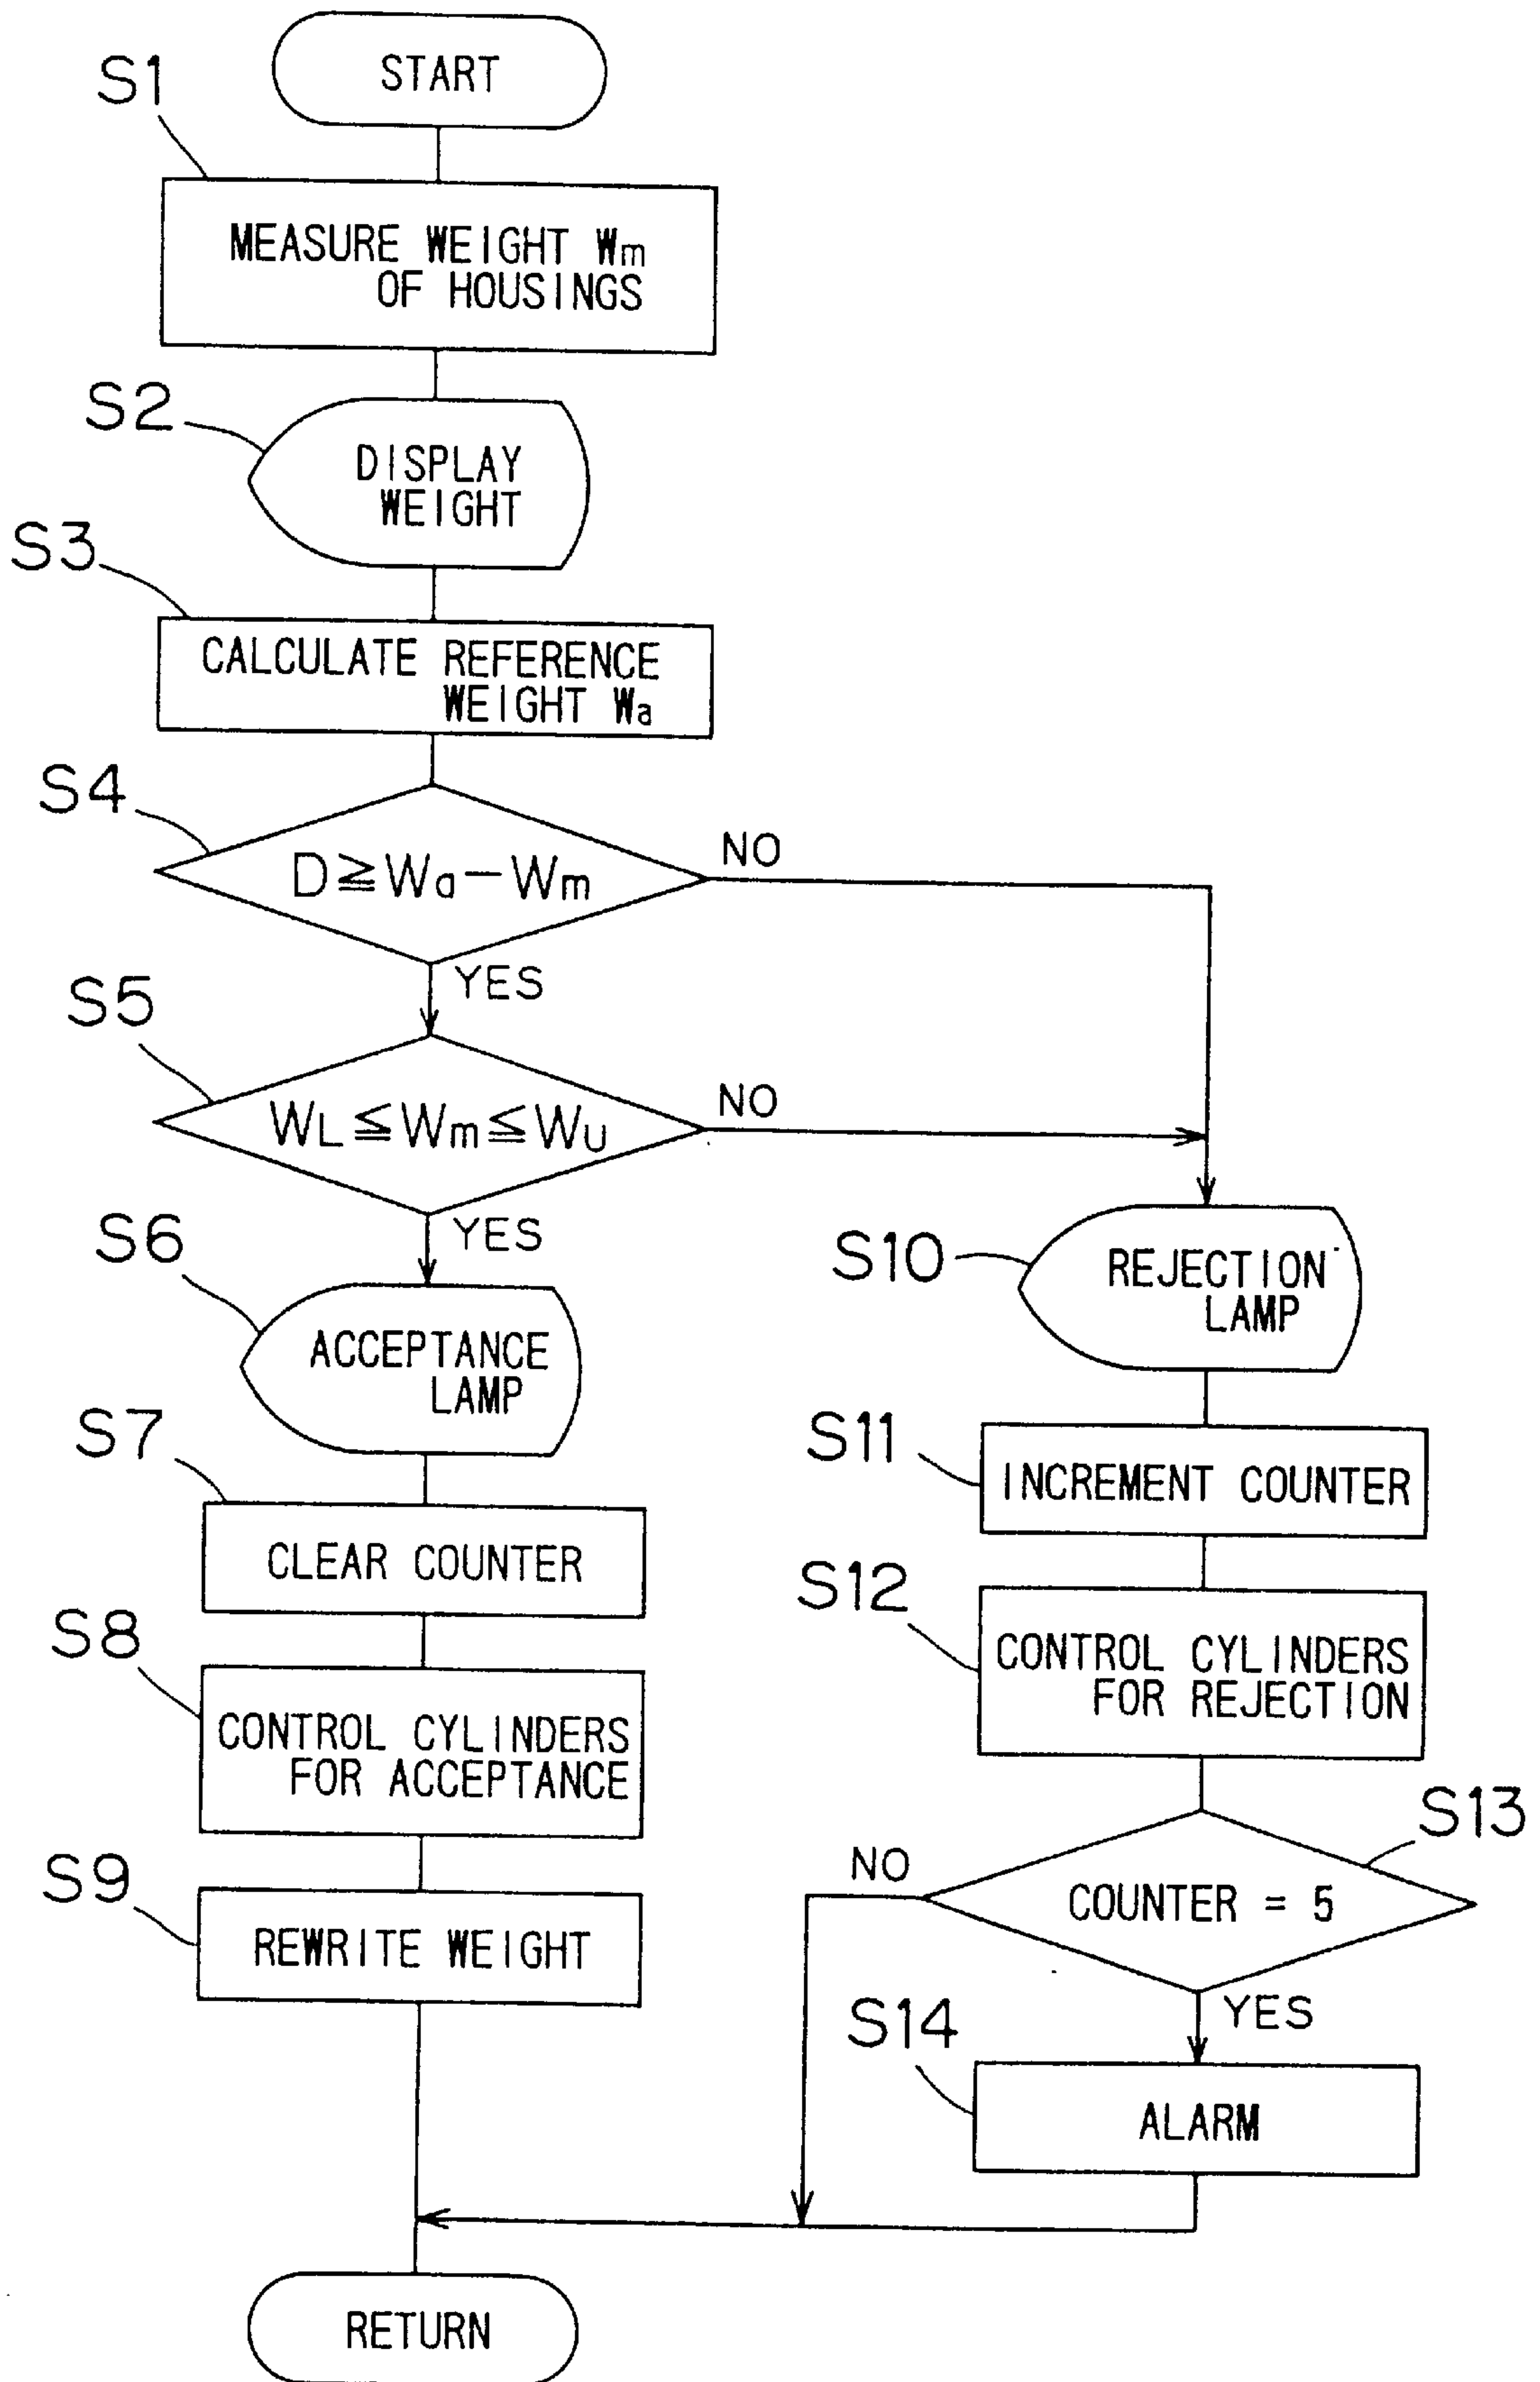 START
S1
MEASURE WEIGHT Wm
OF HOUSINGS
S2
DISPLAY
WEIGHT
S3
CALCULATE REFERENCE
WEIGHT Wa
S4
D≧Wa−Wm
NO
YES
S5
WL≦Wm≦WU
NO
YES
S6
ACCEPTANCE
LAMP
S7
CLEAR COUNTER
S8
CONTROL CYLINDERS
FOR ACCEPTANCE
S9
REWRITE WEIGHT
S10
REJECTION
LAMP
S11
INCREMENT COUNTER
S12
CONTROL CYLINDERS
FOR REJECTION
S13
COUNTER = 5
NO
YES
S14
ALARM
RETURN